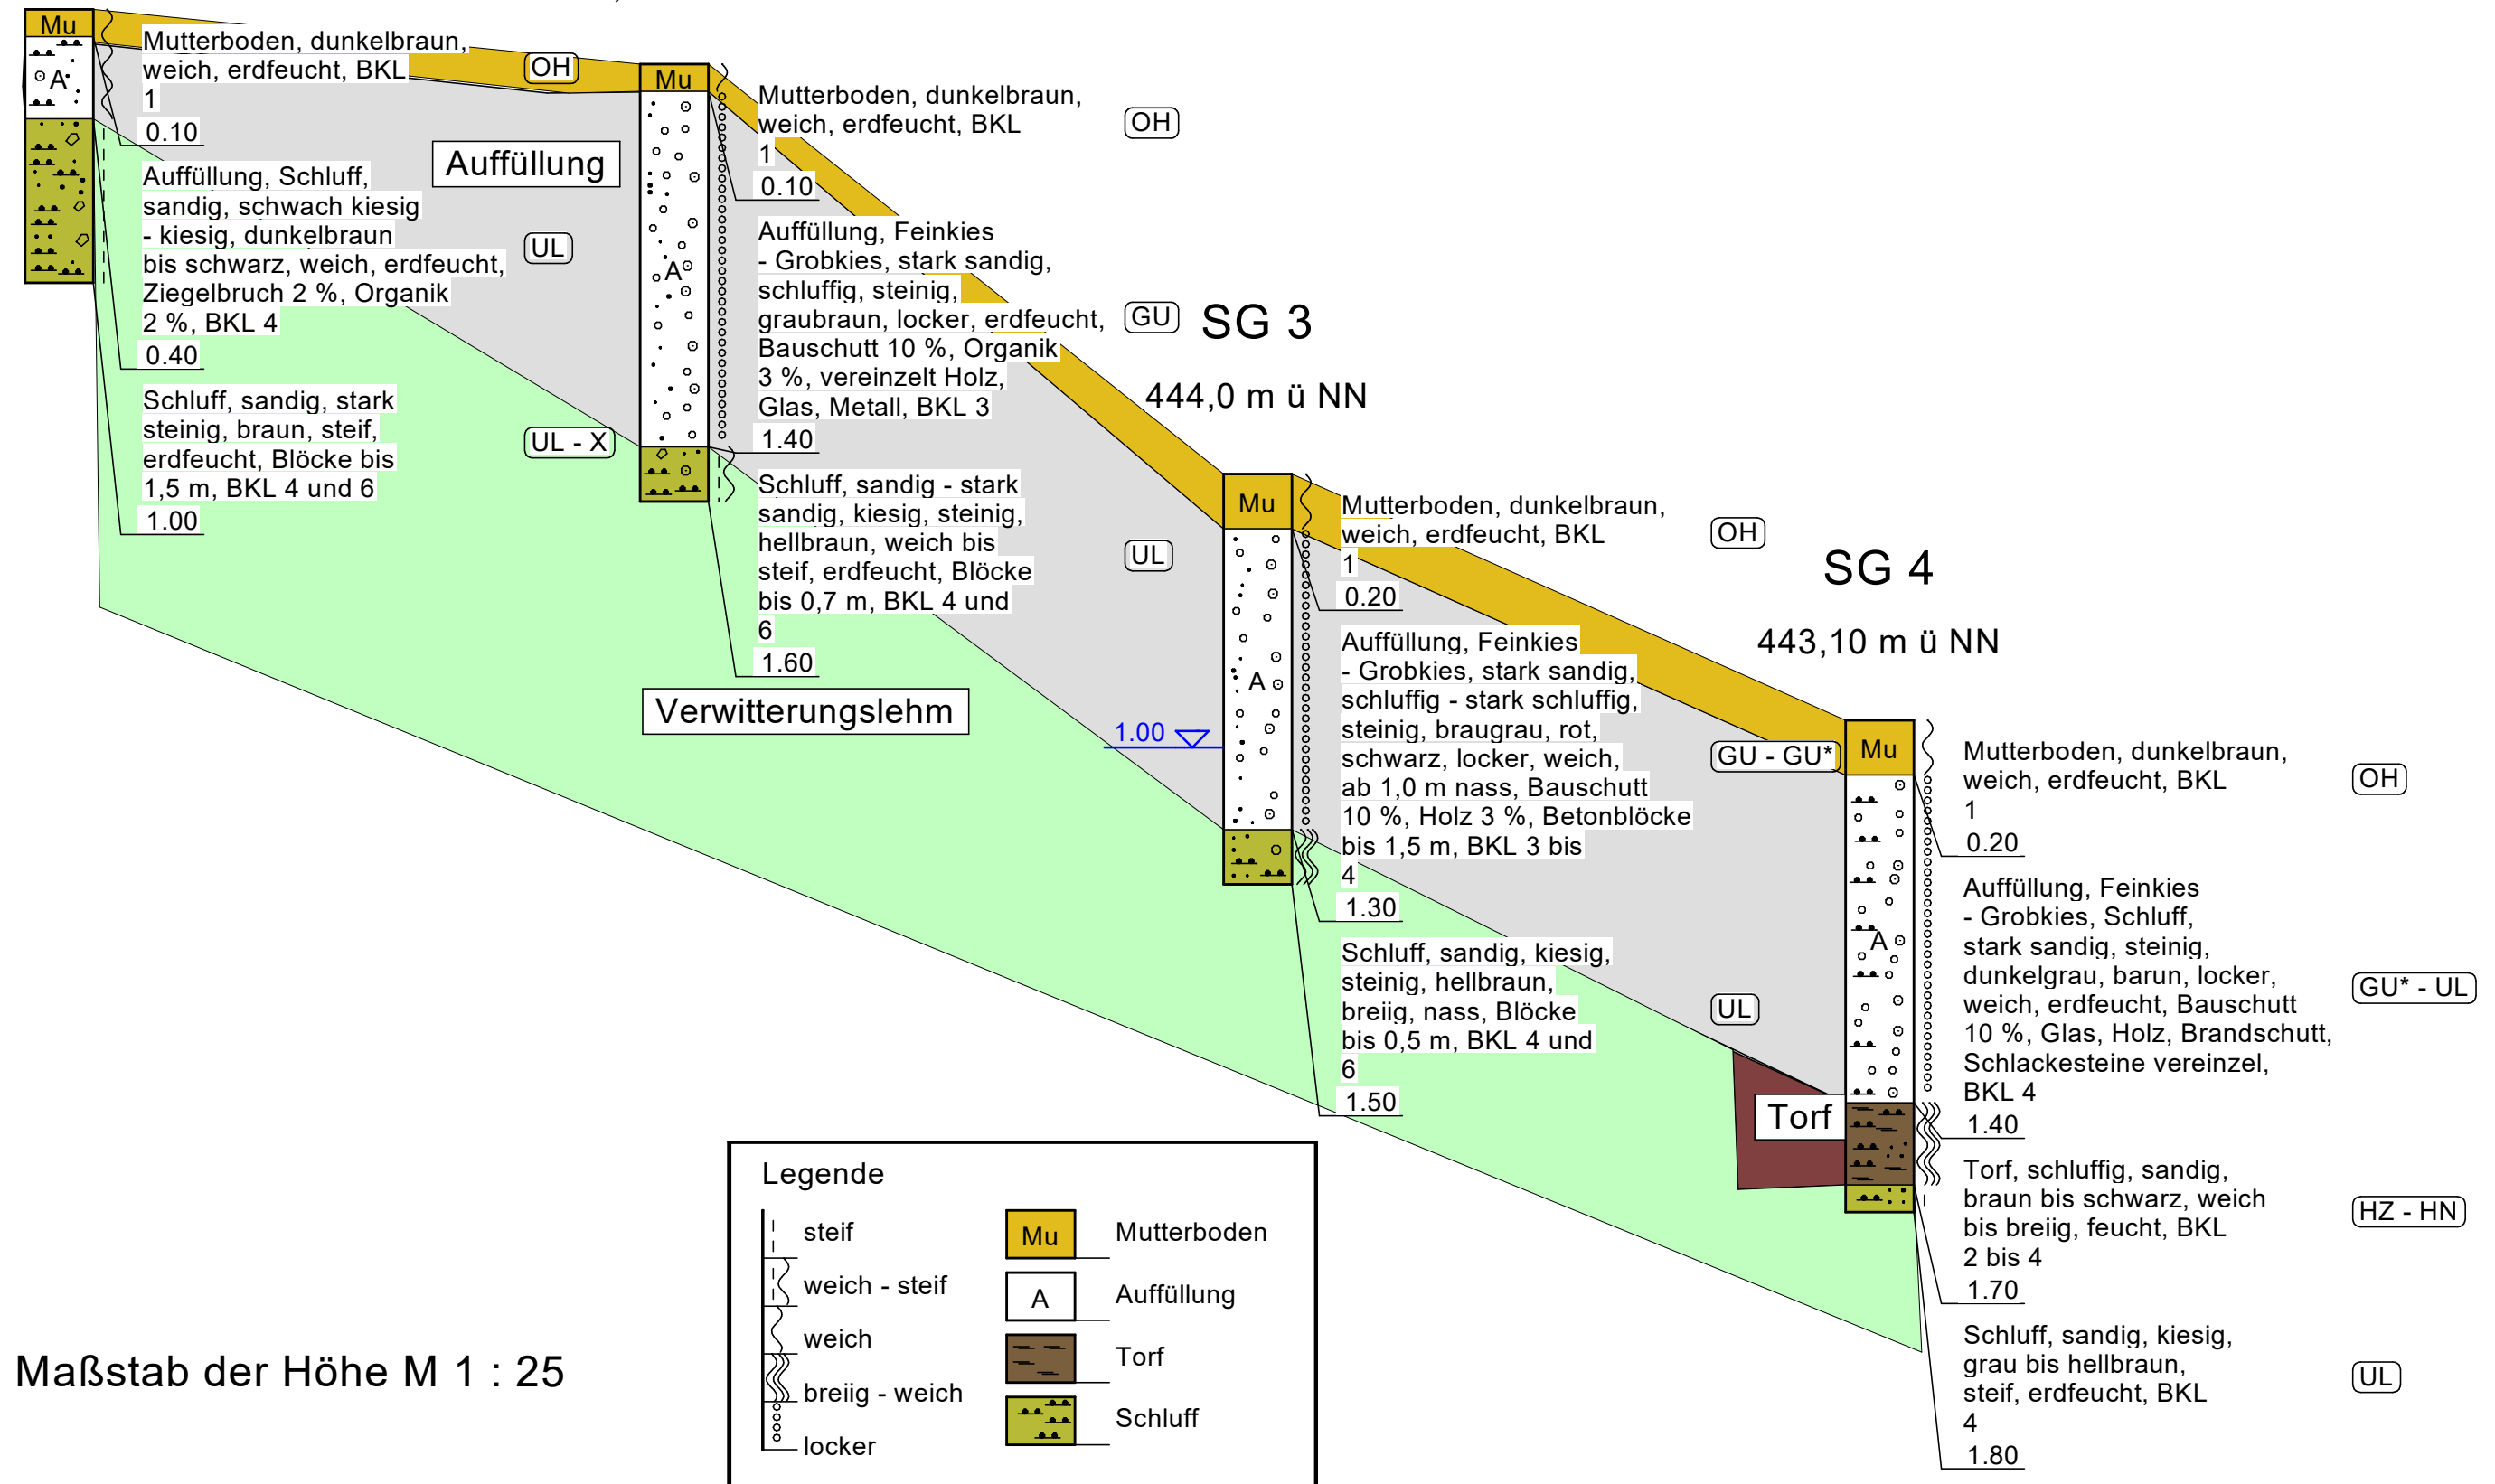 Mu
A
Mutterboden, dunkelbraun,
weich, erdfeucht, BKL
1
0.10
OH
Auffüllung, Schluff,
sandig, schwach kiesig
- kiesig, dunkelbraun
bis schwarz, weich, erdfeucht,
Ziegelbruch 2 %, Organik
2 %, BKL 4
0.40
UL
Schluff, sandig, stark
steinig, braun, steif,
erdfeucht, Blöcke bis
1,5 m, BKL 4 und 6
1.00
UL - X
Auffüllung
Mu
A
Mutterboden, dunkelbraun,
weich, erdfeucht, BKL
1
0.10
OH
Auffüllung, Feinkies
- Grobkies, stark sandig,
schluffig, steinig,
graubraun, locker, erdfeucht,
Bauschutt 10 %, Organik
3 %, vereinzelt Holz,
Glas, Metall, BKL 3
1.40
GU
Schluff, sandig - stark
sandig, kiesig, steinig,
hellbraun, weich bis
steif, erdfeucht, Blöcke
bis 0,7 m, BKL 4 und
6
1.60
UL
Verwitterungslehm
SG 3
444,0 m ü NN
Mu
A
1.00
Mutterboden, dunkelbraun,
weich, erdfeucht, BKL
1
0.20
OH
Auffüllung, Feinkies
- Grobkies, stark sandig,
schluffig - stark schluffig,
steinig, braugrau, rot,
schwarz, locker, weich,
ab 1,0 m nass, Bauschutt
10 %, Holz 3 %, Betonblöcke
bis 1,5 m, BKL 3 bis
4
1.30
GU - GU*
Schluff, sandig, kiesig,
steinig, hellbraun,
breiig, nass, Blöcke
bis 0,5 m, BKL 4 und
6
1.50
UL
SG 4
443,10 m ü NN
Mu
A
Torf
Mutterboden, dunkelbraun,
weich, erdfeucht, BKL
1
0.20
OH
Auffüllung, Feinkies
- Grobkies, Schluff,
stark sandig, steinig,
dunkelgrau, barun, locker,
weich, erdfeucht, Bauschutt
10 %, Glas, Holz, Brandschutt,
Schlackesteine vereinzel,
BKL 4
1.40
GU* - UL
Torf, schluffig, sandig,
braun bis schwarz, weich
bis breiig, feucht, BKL
2 bis 4
1.70
HZ - HN
Schluff, sandig, kiesig,
grau bis hellbraun,
steif, erdfeucht, BKL
4
1.80
UL
Legende
steif
weich - steif
weich
breiig - weich
locker
Mu Mutterboden
A Auffüllung
Torf
Schluff
Maßstab der Höhe M 1 : 25